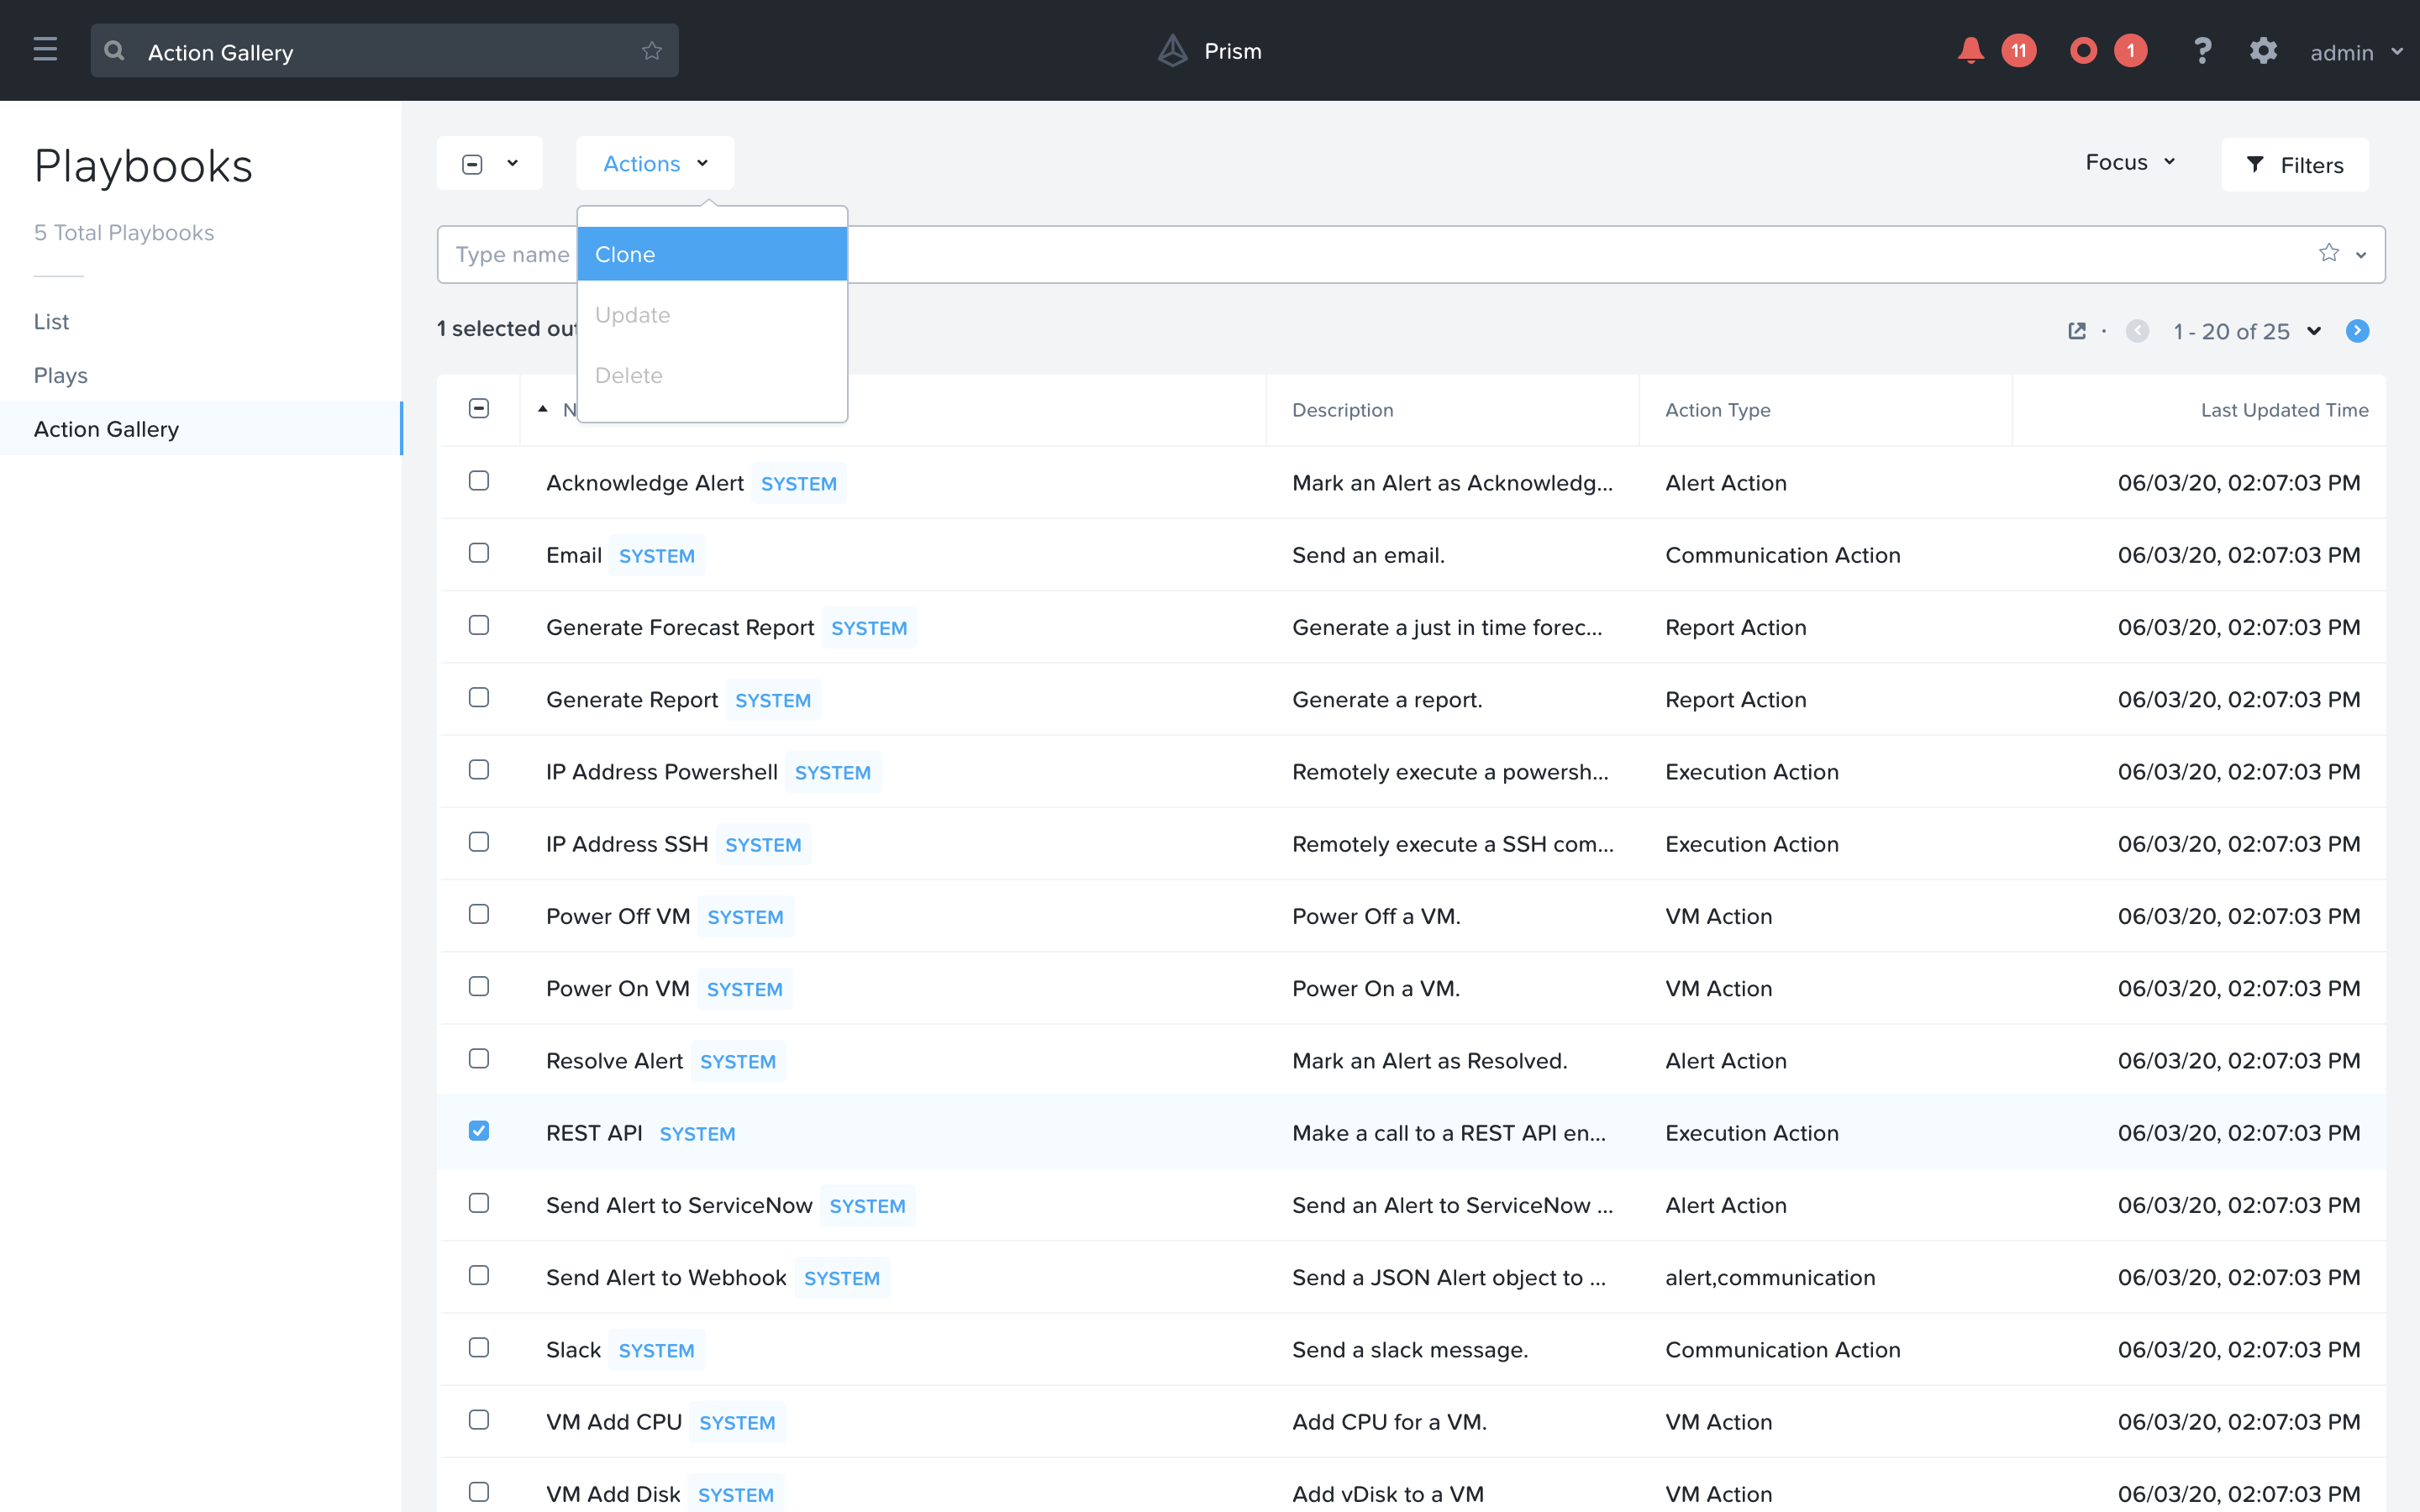 Action Gallery
Prism
11
1
?
admin
Playbooks
5 Total Playbooks
List
Plays
Action Gallery
Actions
Focus
Filters
Type name
Clone
Update
Delete
1 selected
1 - 20 of 25
Description Action Type Last Updated Time
Acknowledge Alert SYSTEM Mark an Alert as Acknowledg... Alert Action 06/03/20, 02:07:03 PM
Email SYSTEM Send an email. Communication Action 06/03/20, 02:07:03 PM
Generate Forecast Report SYSTEM Generate a just in time forec... Report Action 06/03/20, 02:07:03 PM
Generate Report SYSTEM Generate a report. Report Action 06/03/20, 02:07:03 PM
IP Address Powershell SYSTEM Remotely execute a powersh... Execution Action 06/03/20, 02:07:03 PM
IP Address SSH SYSTEM Remotely execute a SSH com... Execution Action 06/03/20, 02:07:03 PM
Power Off VM SYSTEM Power Off a VM. VM Action 06/03/20, 02:07:03 PM
Power On VM SYSTEM Power On a VM. VM Action 06/03/20, 02:07:03 PM
Resolve Alert SYSTEM Mark an Alert as Resolved. Alert Action 06/03/20, 02:07:03 PM
REST API SYSTEM Make a call to a REST API en... Execution Action 06/03/20, 02:07:03 PM
Send Alert to ServiceNow SYSTEM Send an Alert to ServiceNow ... Alert Action 06/03/20, 02:07:03 PM
Send Alert to Webhook SYSTEM Send a JSON Alert object to ... alert,communication 06/03/20, 02:07:03 PM
Slack SYSTEM Send a slack message. Communication Action 06/03/20, 02:07:03 PM
VM Add CPU SYSTEM Add CPU for a VM. VM Action 06/03/20, 02:07:03 PM
VM Add Disk SYSTEM Add vDisk to a VM VM Action 06/03/20, 02:07:03 PM